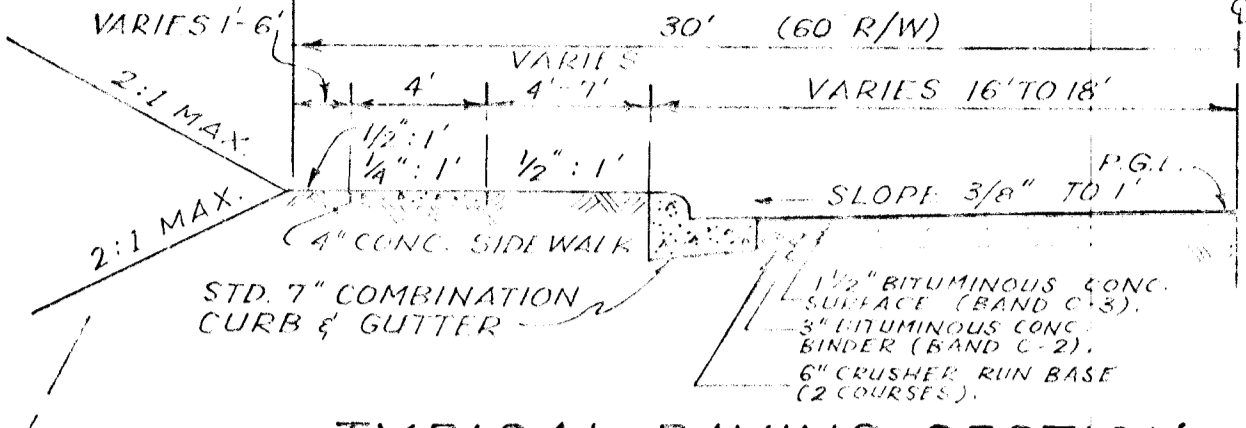 VARIES 1'-6'
30' (60 R/W)
℄
VARIES
4'
4'-7'
VARIES 16' TO 18'
2:1 MAX.
1/2" : 1'
1/4" : 1'
1/2" : 1'
P.G.L.
SLOPE 3/8" TO 1'
2:1 MAX.
4" CONC. SIDEWALK
STD. 7" COMBINATION
CURB & GUTTER
1 1/2" BITUMINOUS CONC.
SURFACE (BAND C-3).
3" BITUMINOUS CONC.
BINDER (BAND C-2).
6" CRUSHER RUN BASE
(2 COURSES).
TYPICAL PAVING SECTION